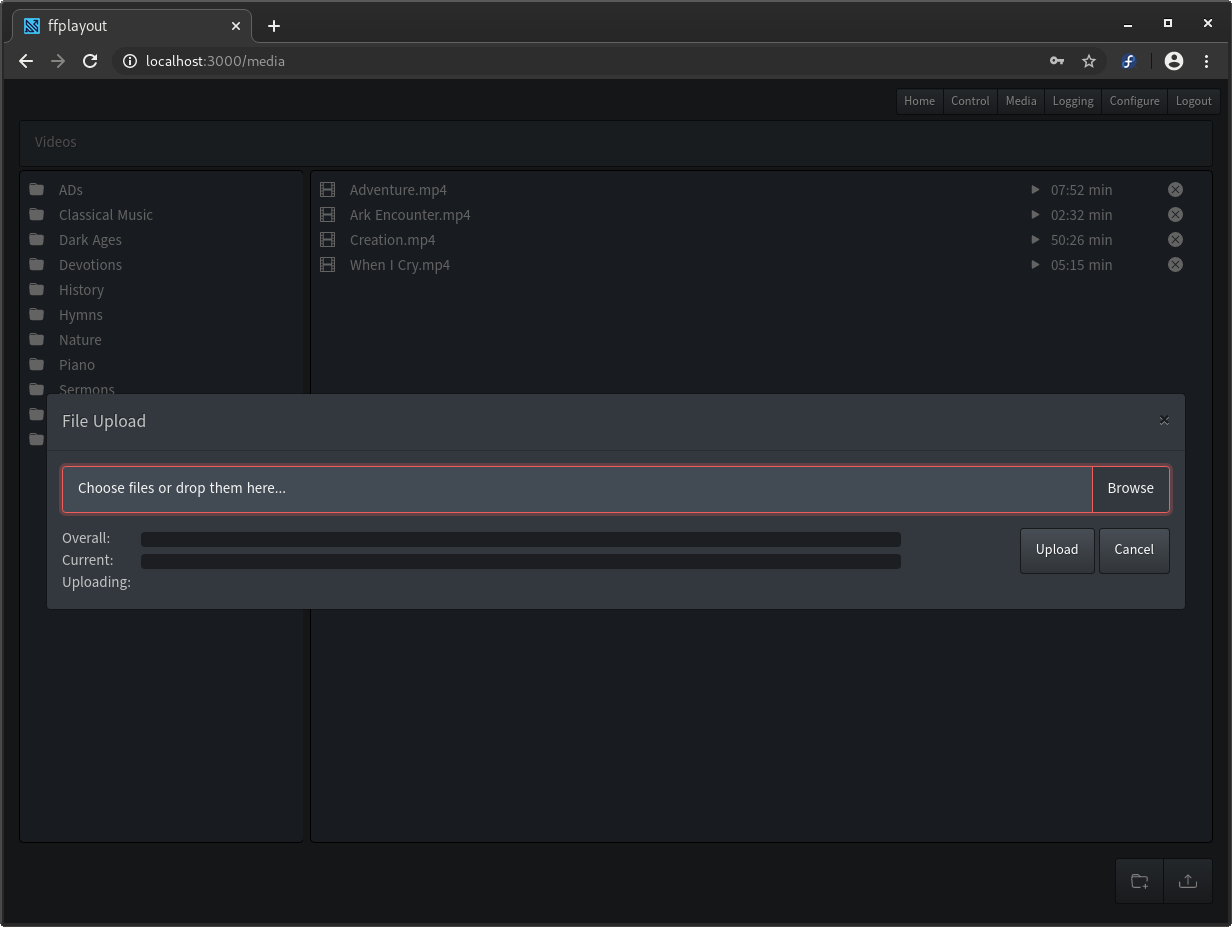 ffplayout
localhost:3000/media
Home Control Media Logging Configure Logout
Videos
ADs
Classical Music
Dark Ages
Devotions
History
Hymns
Nature
Piano
Sermons
Adventure.mp4 07:52 min
Ark Encounter.mp4 02:32 min
Creation.mp4 50:26 min
When I Cry.mp4 05:15 min
File Upload
Choose files or drop them here... Browse
Overall:
Current:
Uploading:
Upload Cancel